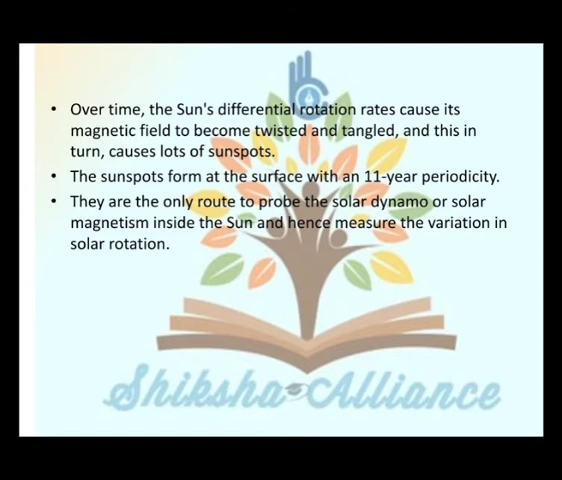 • Over time, the Sun's differential rotation rates cause its
magnetic field to become twisted and tangled, and this in
turn, causes lots of sunspots.
• The sunspots form at the surface with an 11-year periodicity.
• They are the only route to probe the solar dynamo or solar
magnetism inside the Sun and hence measure the variation in
solar rotation.
Shiksha Alliance